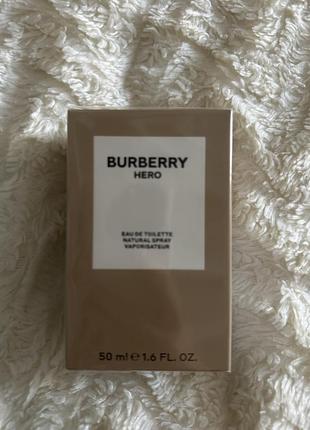 BURBERRY
HERO
EAU DE TOILETTE
NATURAL SPRAY
VAPORISATEUR
50 ml ℮ 1.6 FL. OZ.